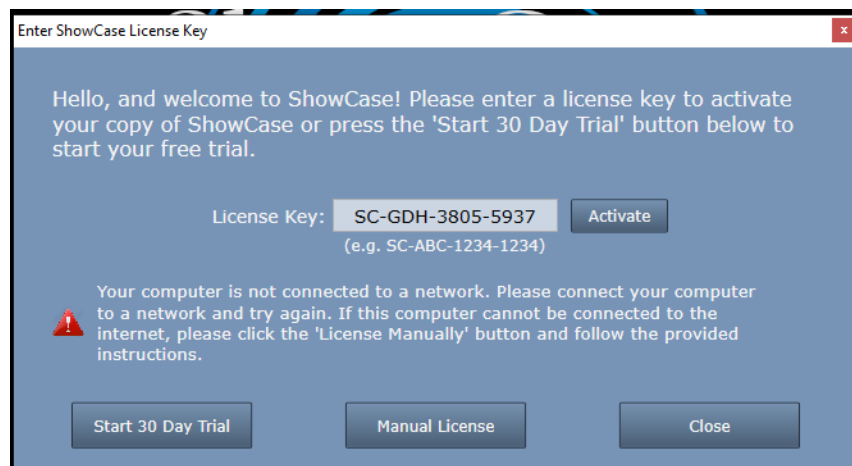 Enter ShowCase License Key
x
Hello, and welcome to ShowCase! Please enter a license key to activate
your copy of ShowCase or press the 'Start 30 Day Trial' button below to
start your free trial.
License Key: SC-GDH-3805-5937 Activate
(e.g. SC-ABC-1234-1234)
Your computer is not connected to a network. Please connect your computer
to a network and try again. If this computer cannot be connected to the
internet, please click the 'License Manually' button and follow the provided
instructions.
Start 30 Day Trial Manual License Close